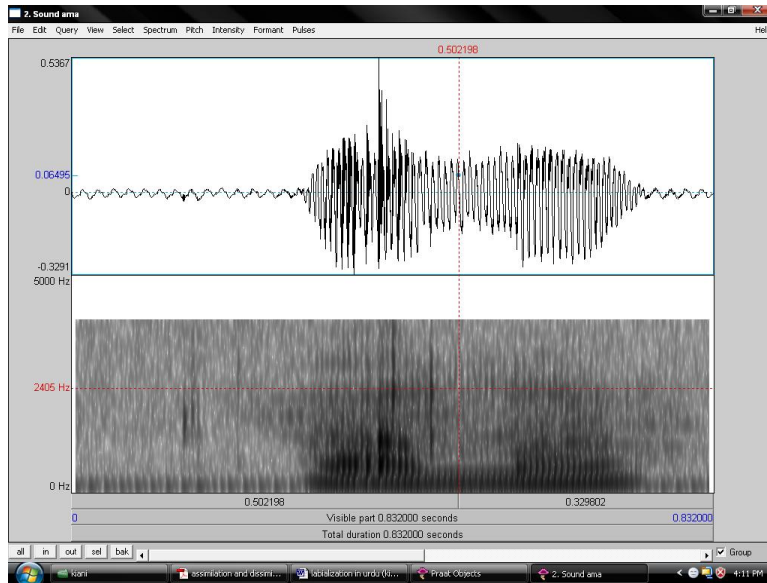 2. Sound ama
File Edit Query View Select Spectrum Pitch Intensity Formant Pulses Hel
0.502198
0.5367
0.06495
0
-0.3291
5000 Hz
2405 Hz
0 Hz
0.502198 0.329802
0 Visible part 0.832000 seconds 0.832000
Total duration 0.832000 seconds
all in out sel bak Group
kiani assimilation and dissimi... labialization in urdu (ki... Praat Objects 2. Sound ama 4:11 PM